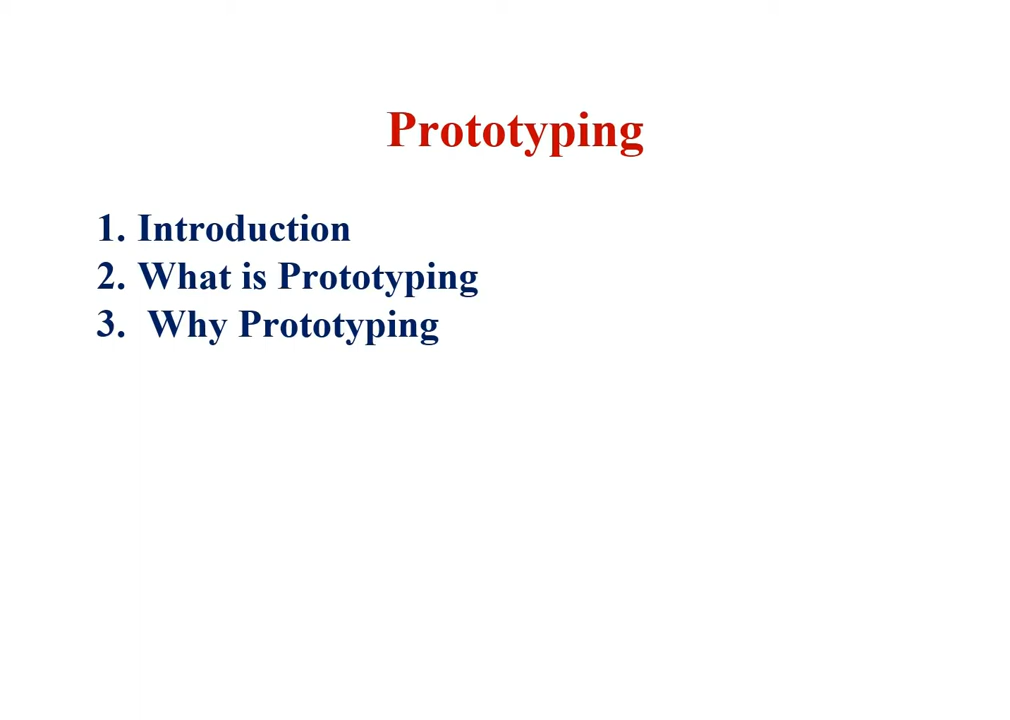 Prototyping
1. Introduction
2. What is Prototyping
3. Why Prototyping